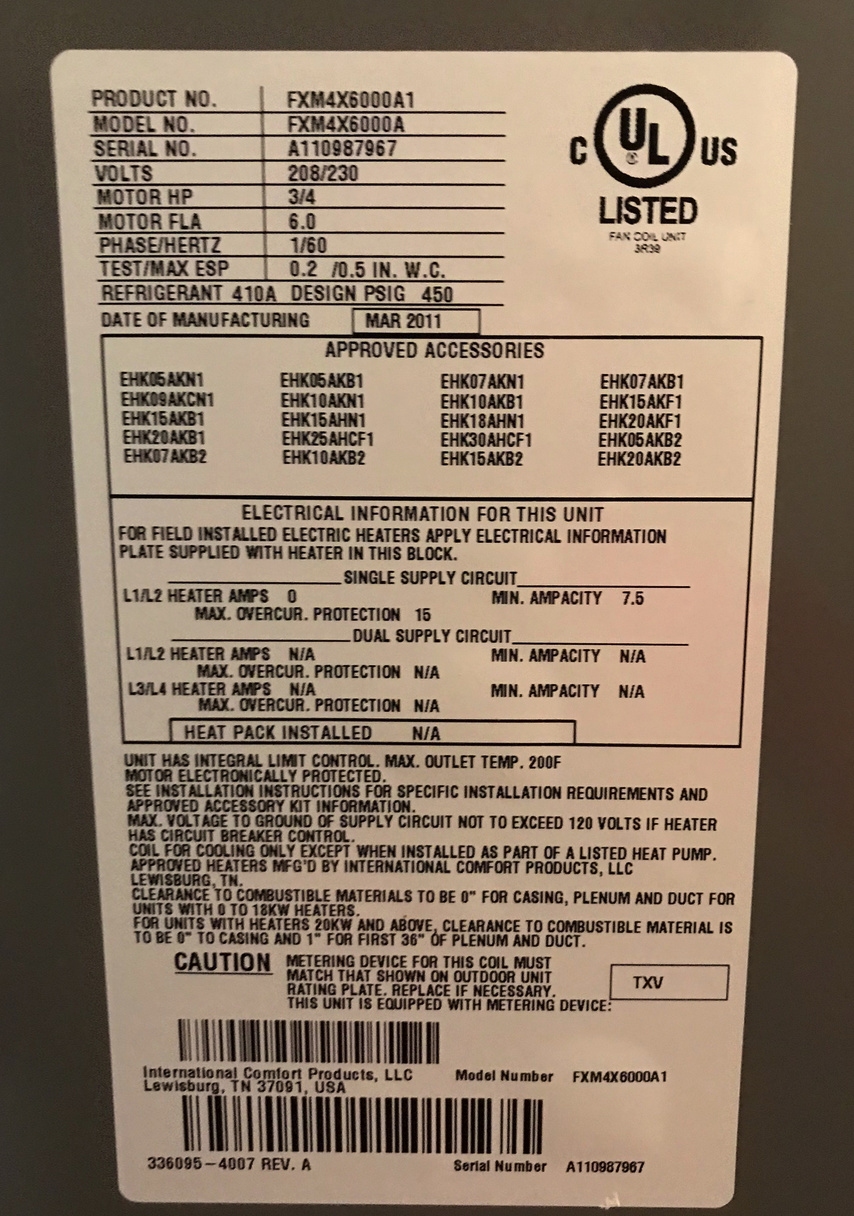 PRODUCT NO. FXM4X6000A1
MODEL NO. FXM4X6000A
SERIAL NO. A110987967
VOLTS 208/230
MOTOR HP 3/4
MOTOR FLA 6.0
PHASE/HERTZ 1/60
TEST/MAX ESP 0.2 /0.5 IN. W.C.
REFRIGERANT 410A DESIGN PSIG 450
DATE OF MANUFACTURING MAR 2011
C UL ® US
LISTED
FAN COIL UNIT
3R39
APPROVED ACCESSORIES
EHK05AKN1 EHK05AKB1 EHK07AKN1 EHK07AKB1
EHK09AKCN1 EHK10AKN1 EHK10AKB1 EHK15AKF1
EHK15AKB1 EHK15AHN1 EHK18AHN1 EHK20AKF1
EHK20AKB1 EHK25AHCF1 EHK30AHCF1 EHK05AKB2
EHK07AKB2 EHK10AKB2 EHK15AKB2 EHK20AKB2
ELECTRICAL INFORMATION FOR THIS UNIT
FOR FIELD INSTALLED ELECTRIC HEATERS APPLY ELECTRICAL INFORMATION
PLATE SUPPLIED WITH HEATER IN THIS BLOCK.
SINGLE SUPPLY CIRCUIT
L1/L2 HEATER AMPS 0 MIN. AMPACITY 7.5
MAX. OVERCUR. PROTECTION 15
DUAL SUPPLY CIRCUIT
L1/L2 HEATER AMPS N/A MIN. AMPACITY N/A
MAX. OVERCUR. PROTECTION N/A
L3/L4 HEATER AMPS N/A MIN. AMPACITY N/A
MAX. OVERCUR. PROTECTION N/A
HEAT PACK INSTALLED N/A
UNIT HAS INTEGRAL LIMIT CONTROL. MAX. OUTLET TEMP. 200F
MOTOR ELECTRONICALLY PROTECTED.
SEE INSTALLATION INSTRUCTIONS FOR SPECIFIC INSTALLATION REQUIREMENTS AND
APPROVED ACCESSORY KIT INFORMATION.
MAX. VOLTAGE TO GROUND OF SUPPLY CIRCUIT NOT TO EXCEED 120 VOLTS IF HEATER
HAS CIRCUIT BREAKER CONTROL.
COIL FOR COOLING ONLY EXCEPT WHEN INSTALLED AS PART OF A LISTED HEAT PUMP.
APPROVED HEATERS MFG'D BY INTERNATIONAL COMFORT PRODUCTS, LLC
LEWISBURG, TN.
CLEARANCE TO COMBUSTIBLE MATERIALS TO BE 0" FOR CASING, PLENUM AND DUCT FOR
UNITS WITH 0 TO 18KW HEATERS.
FOR UNITS WITH HEATERS 20KW AND ABOVE, CLEARANCE TO COMBUSTIBLE MATERIAL IS
TO BE 0" TO CASING AND 1" FOR FIRST 36" OF PLENUM AND DUCT.
CAUTION METERING DEVICE FOR THIS COIL MUST
MATCH THAT SHOWN ON OUTDOOR UNIT
RATING PLATE. REPLACE IF NECESSARY.
THIS UNIT IS EQUIPPED WITH METERING DEVICE: TXV
International Comfort Products, LLC Model Number FXM4X6000A1
Lewisburg, TN 37091, USA
336095-4007 REV. A Serial Number A110987967